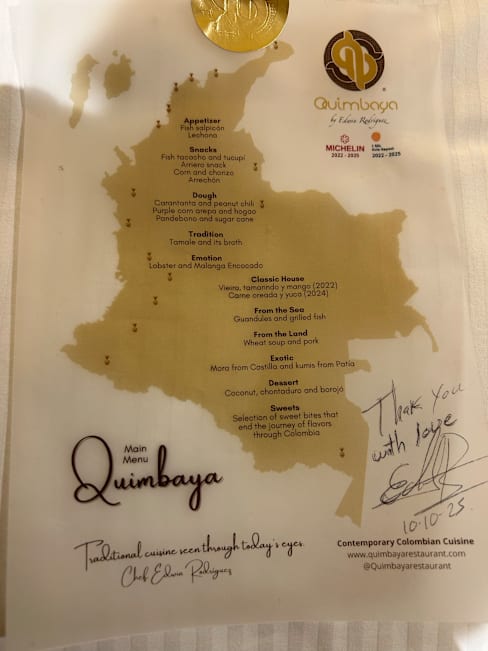 Quimbaya
by Edwin Rodriguez
MICHELIN
2022 - 2025
2022 - 2025
Appetizer
Fish salpicón
Lechona
Snacks
Fish tacacho and tucupí
Arriero snack
Corn and chorizo
Arrechón
Dough
Carantanta and peanut chili
Purple corn arepa and hogao
Pandebono and sugar cane
Tradition
Tamale and its broth
Emotion
Lobster and Malanga Encocado
Classic House
Vieira, tamarindo y mango (2022)
Carne oreada y yuca (2024)
From the Sea
Guandules and grilled fish
From the Land
Wheat soup and pork
Exotic
Mora from Castilla and kumis from Patía
Dessert
Coconut, chontaduro and borojó
Sweets
Selection of sweet bites that
end the journey of flavors
through Colombia
Thank You
with love
10-10-25.
Main
Menu
Quimbaya
Traditional cuisine seen through today's eyes.
Chef Edwin Rodríguez
Contemporary Colombian Cuisine
www.quimbayarestaurant.com
@Quimbayarestaurant